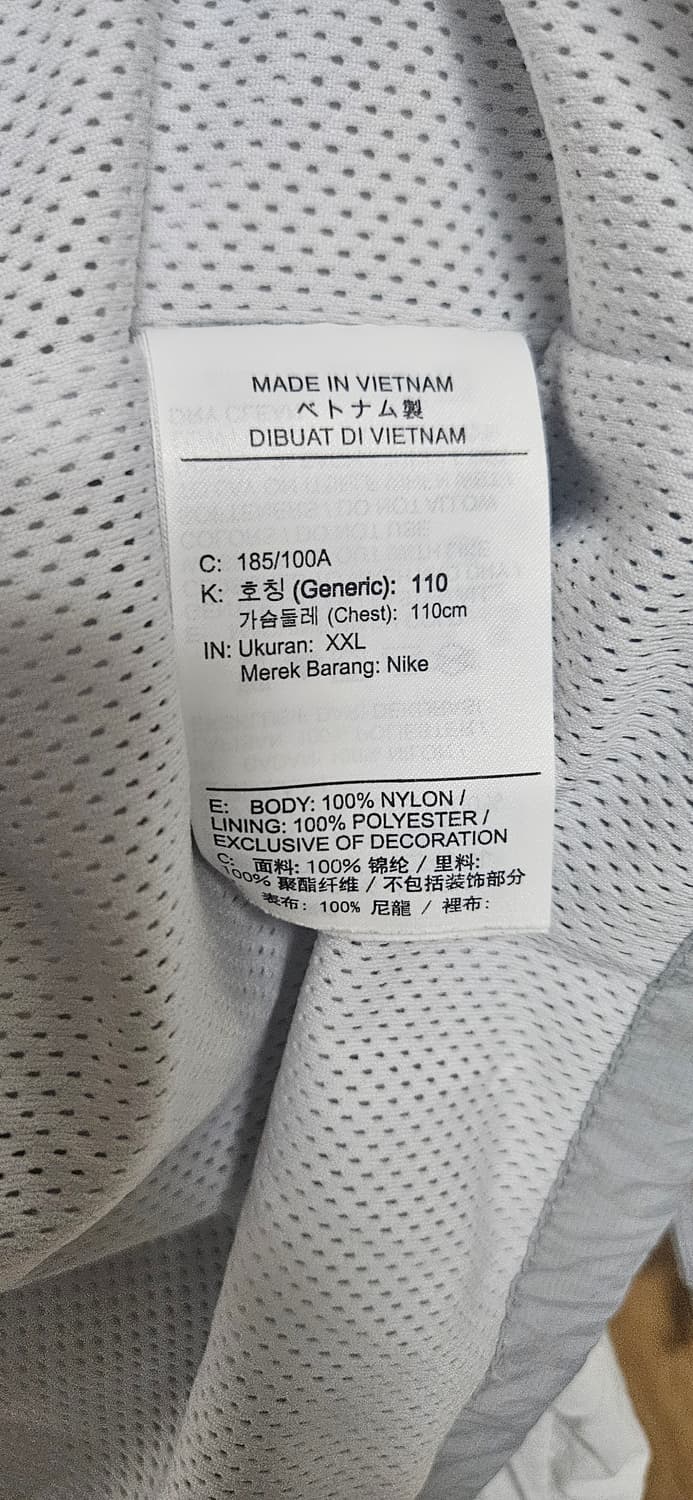 MADE IN VIETNAM
ベトナム製
DIBUAT DI VIETNAM
C: 185/100A
K: 호칭 (Generic): 110
가슴둘레 (Chest): 110cm
IN: Ukuran: XXL
Merek Barang: Nike
E: BODY: 100% NYLON /
LINING: 100% POLYESTER /
EXCLUSIVE OF DECORATION
C: 面料: 100% 锦纶 / 里料:
100% 聚酯纤维 / 不包括装饰部分
表布: 100% 尼龍 / 裡布: